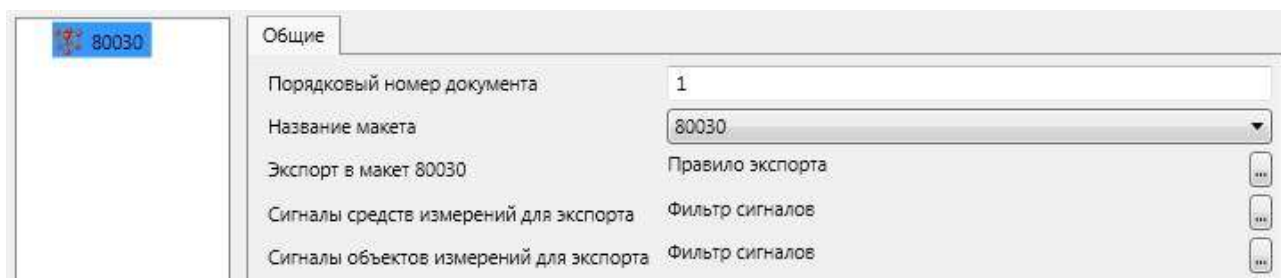 80030
Общие
Порядковый номер документа 1
Название макета 80030
Экспорт в макет 80030 Правило экспорта ...
Сигналы средств измерений для экспорта Фильтр сигналов ...
Сигналы объектов измерений для экспорта Фильтр сигналов ...